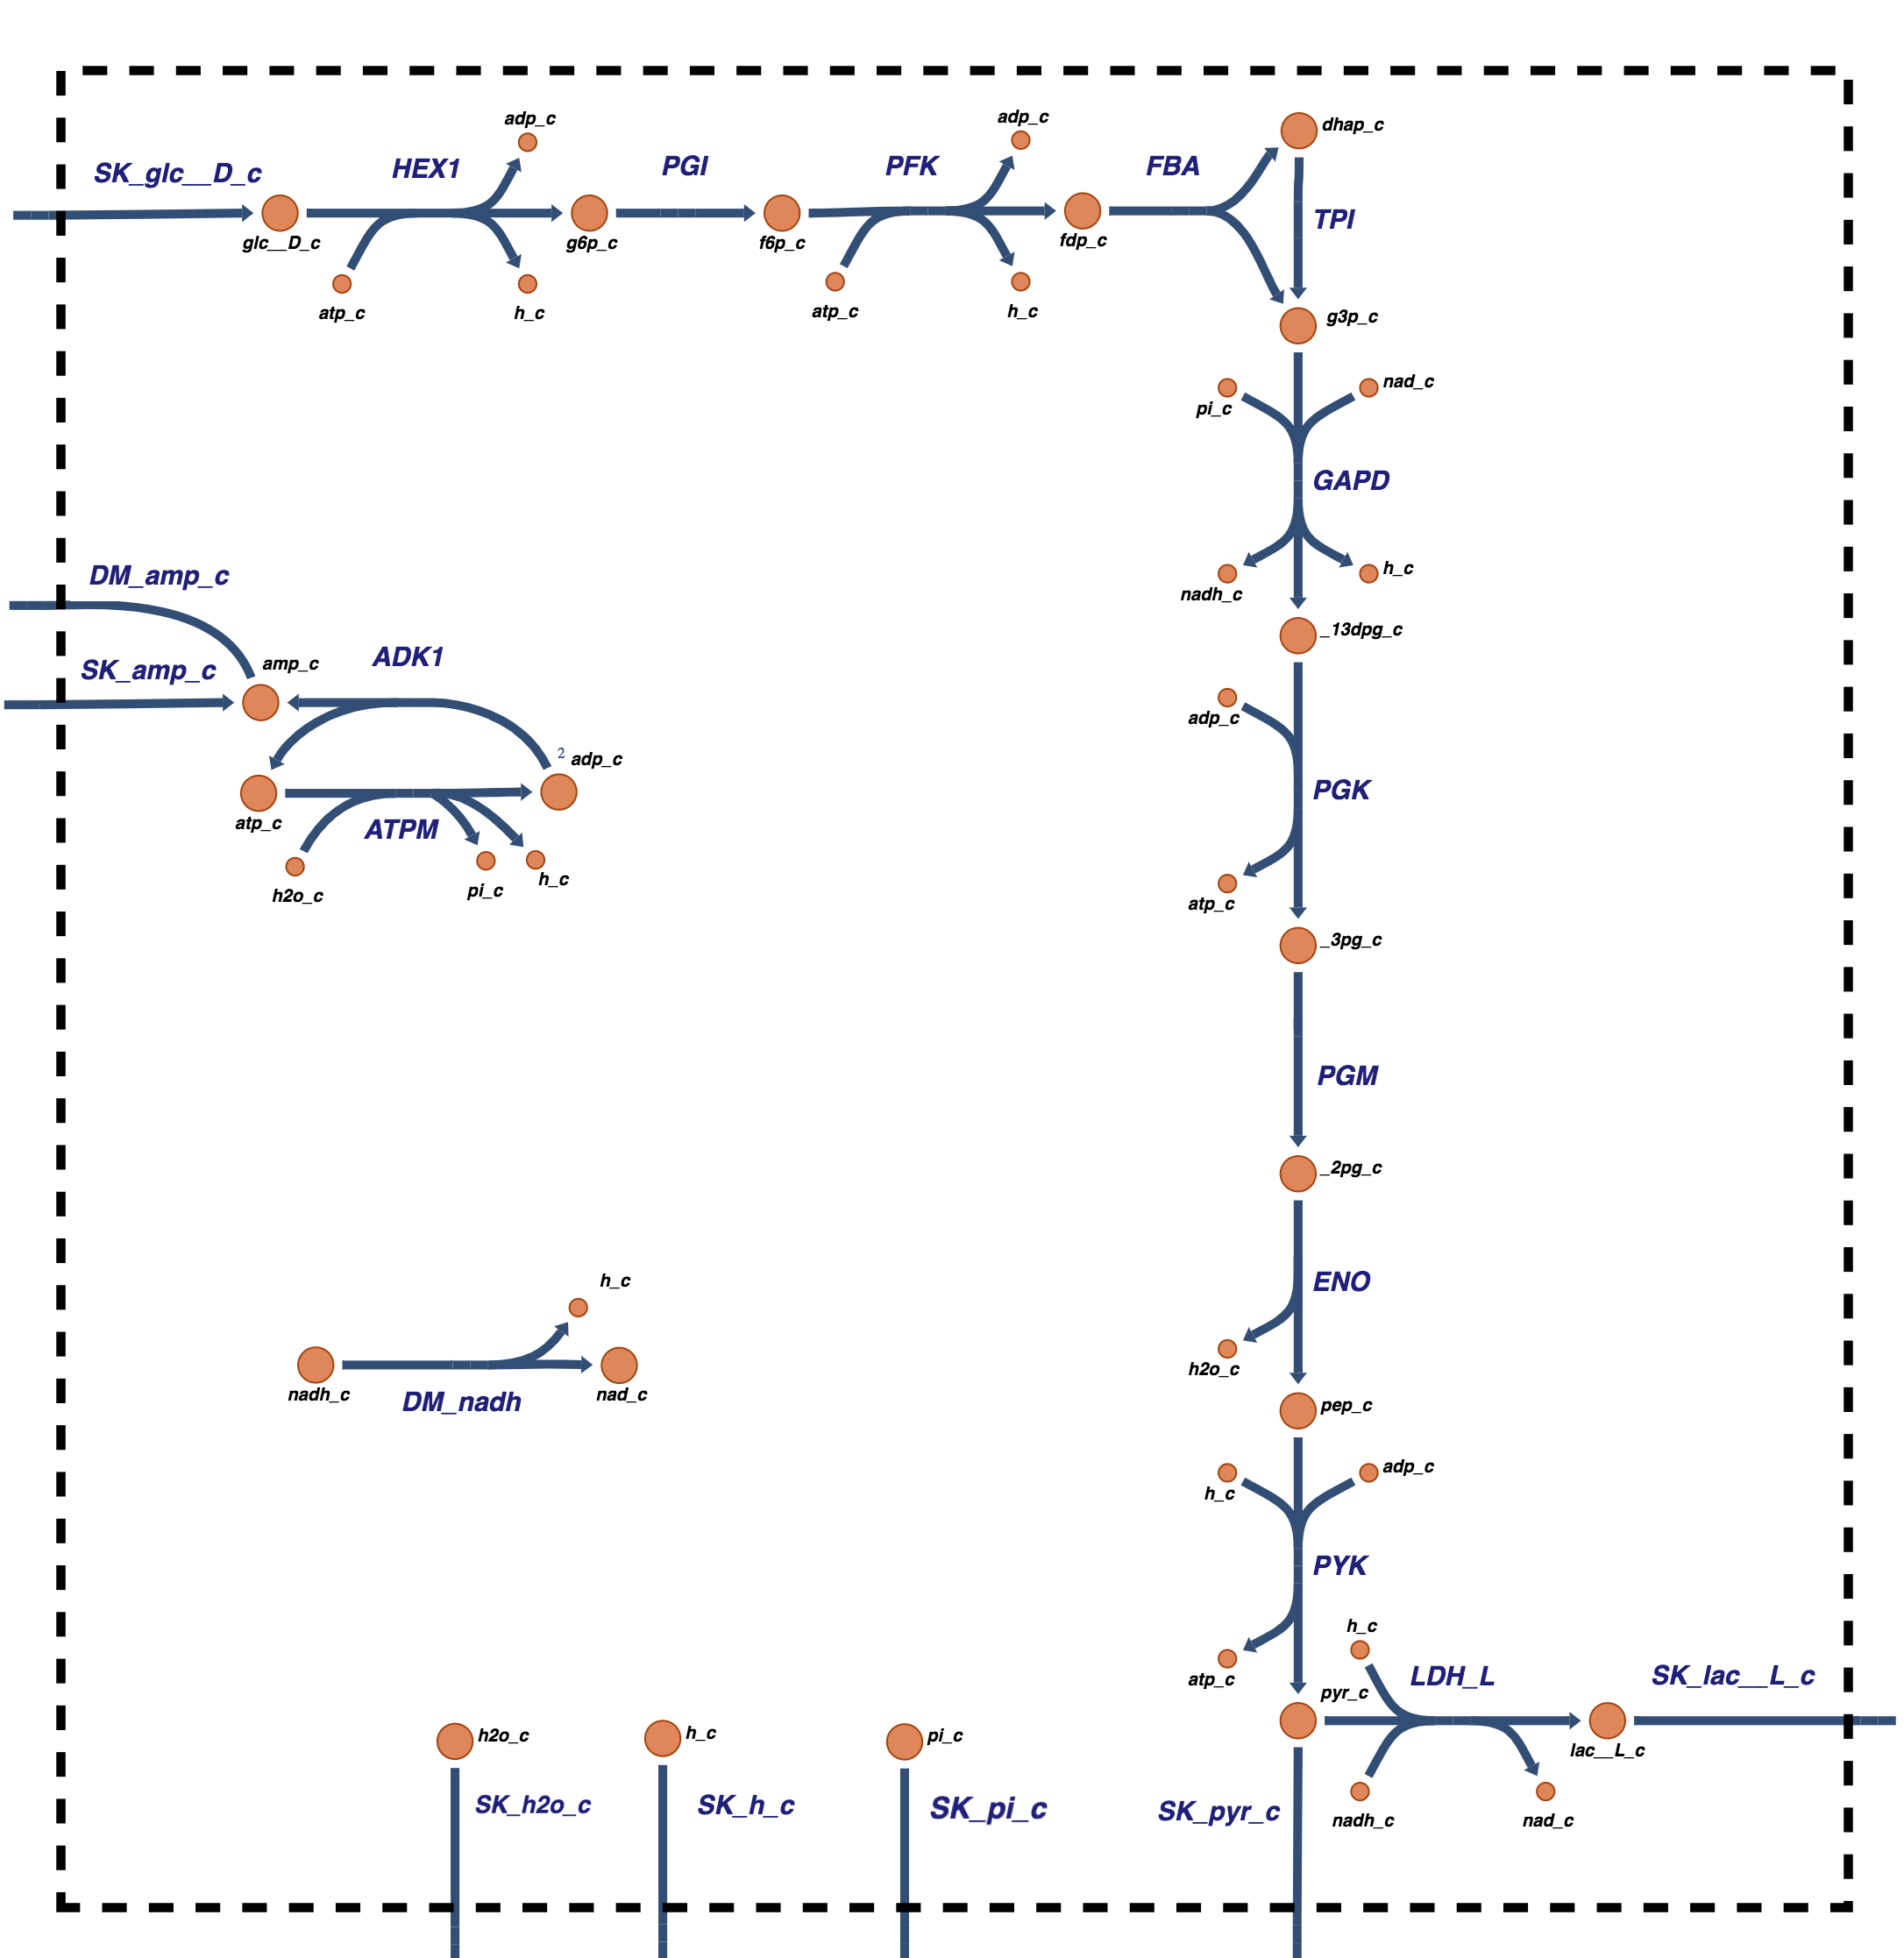 adp_c
adp_c
dhap_c
SK_glc__D_c
HEX1
PGI
PFK
FBA
TPI
glc__D_c
g6p_c
f6p_c
fdp_c
atp_c
h_c
atp_c
h_c
g3p_c
pi_c
nad_c
GAPD
nadh_c
h_c
_13dpg_c
DM_amp_c
SK_amp_c
amp_c
ADK1
2 adp_c
atp_c
ATPM
h2o_c
pi_c
h_c
adp_c
PGK
atp_c
_3pg_c
PGM
_2pg_c
ENO
h2o_c
pep_c
h_c
nadh_c
DM_nadh
nad_c
h_c
adp_c
PYK
atp_c
pyr_c
h_c
LDH_L
SK_lac__L_c
lac__L_c
nadh_c
nad_c
h2o_c
h_c
pi_c
SK_h2o_c
SK_h_c
SK_pi_c
SK_pyr_c